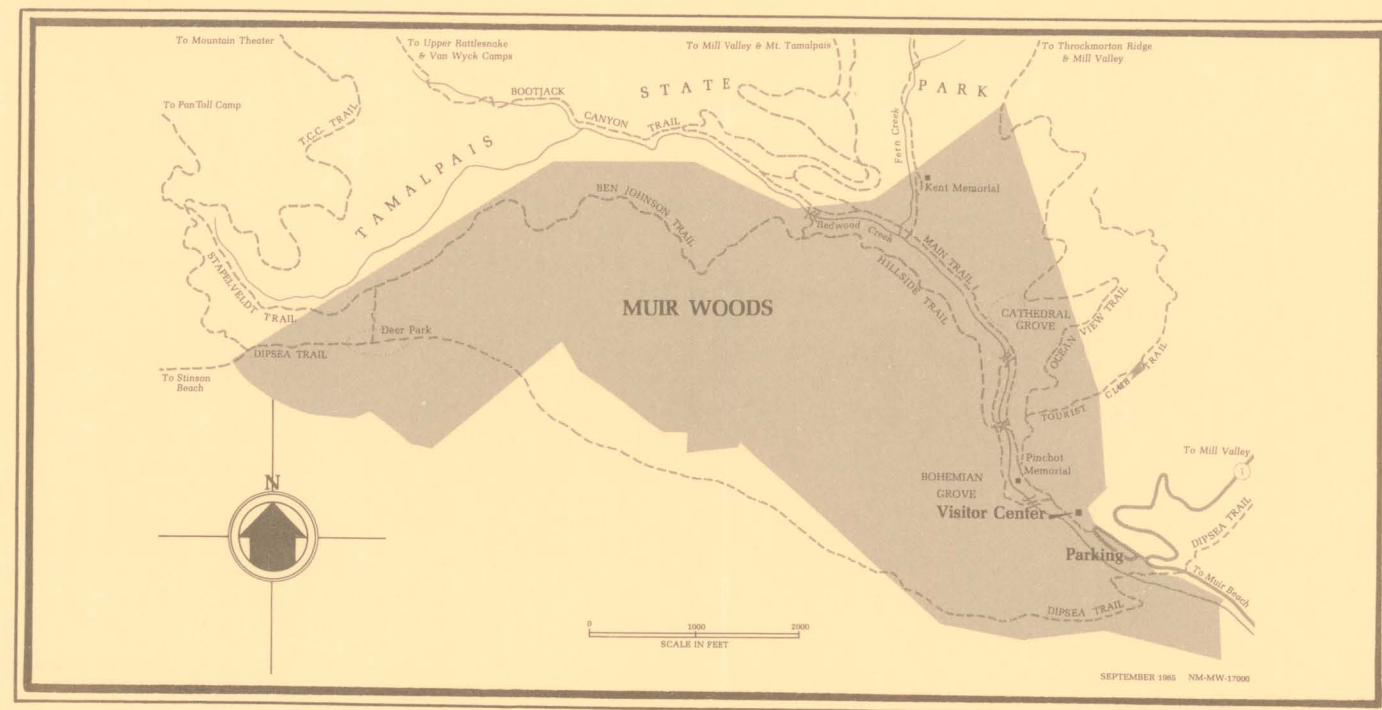 To Mountain Theater
To Upper Rattlesnake
& Van Wyck Camps
To Mill Valley & Mt. Tamalpais
To Throckmorton Ridge
& Mill Valley
To Pan Toll Camp
T.C.C. TRAIL
BOOTJACK
CANYON TRAIL
STATE PARK
TAMALPAIS
Fern Creek
Kent Memorial
BEN JOHNSON TRAIL
Redwood Creek
MAIN TRAIL
HILLSIDE TRAIL
STAPELVELDT TRAIL
MUIR WOODS
CATHEDRAL
GROVE
OCEAN VIEW TRAIL
Deer Park
DIPSEA TRAIL
To Stinson
Beach
TOURIST CLUB TRAIL
To Mill Valley
1
Pinchot
Memorial
BOHEMIAN
GROVE
Visitor Center
DIPSEA TRAIL
Parking
To Muir Beach
DIPSEA TRAIL
N
0 1000 2000
SCALE IN FEET
SEPTEMBER 1965 NM-MW-17000